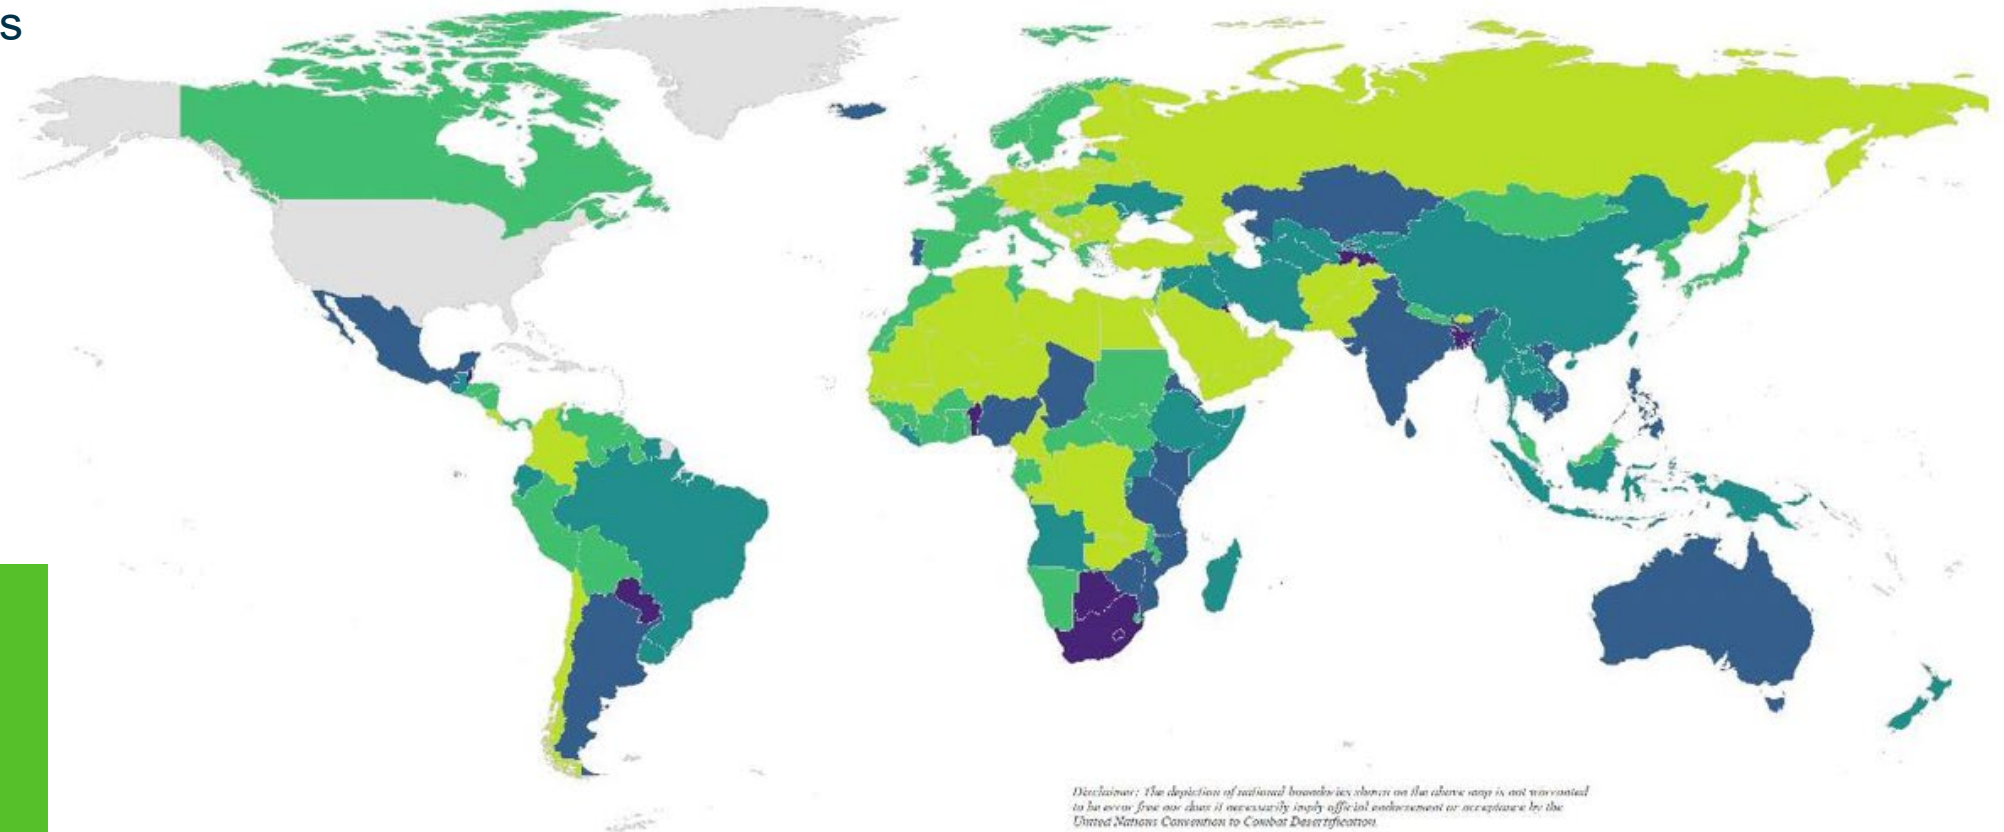 s
Disclaimer: The depiction of national boundaries shown on the above map is not warranted
to be error free nor does it necessarily imply official endorsement or acceptance by the
United Nations Convention to Combat Desertification.